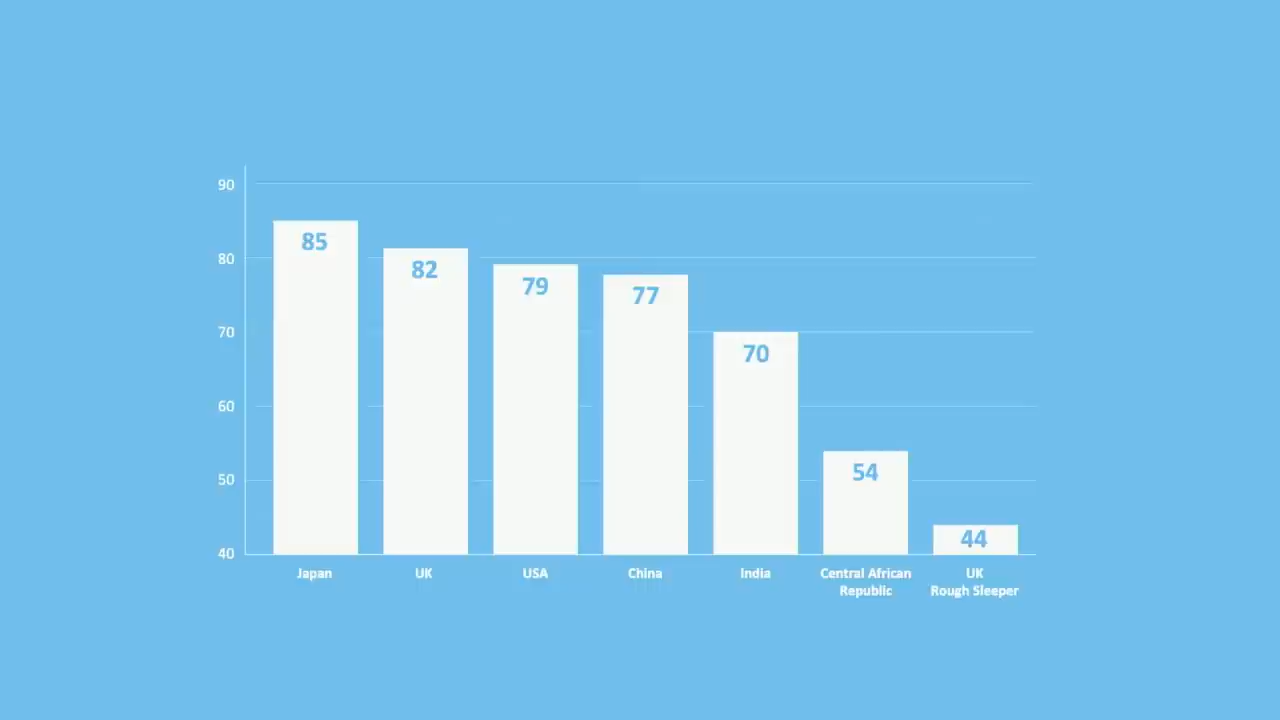 90
80
70
60
50
40
85
82
79
77
70
54
44
Japan
UK
USA
China
India
Central African
Republic
UK
Rough Sleeper